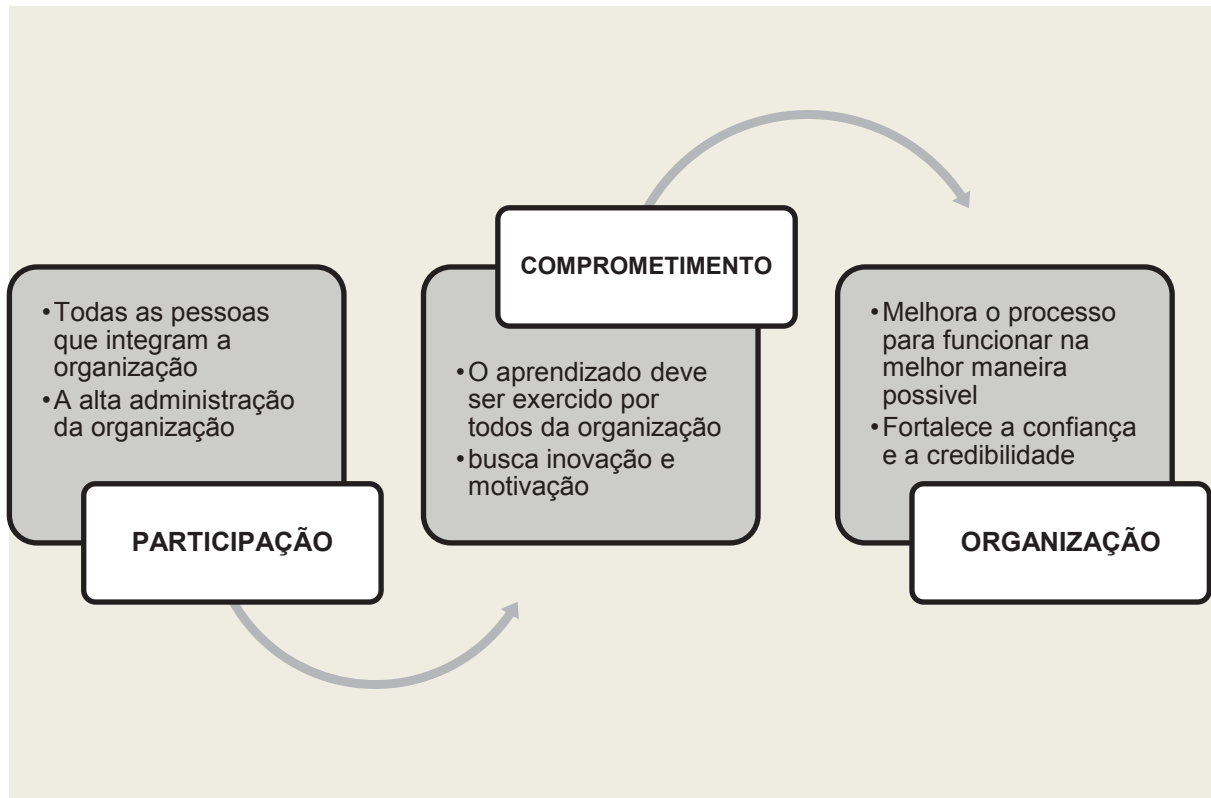 •Todas as pessoas
que integram a
organização
•A alta administração
da organização
PARTICIPAÇÃO
COMPROMETIMENTO
•O aprendizado deve
ser exercido por
todos da organização
•busca inovação e
motivação
•Melhora o processo
para funcionar na
melhor maneira
possivel
•Fortalece a confiança
e a credibilidade
ORGANIZAÇÃO